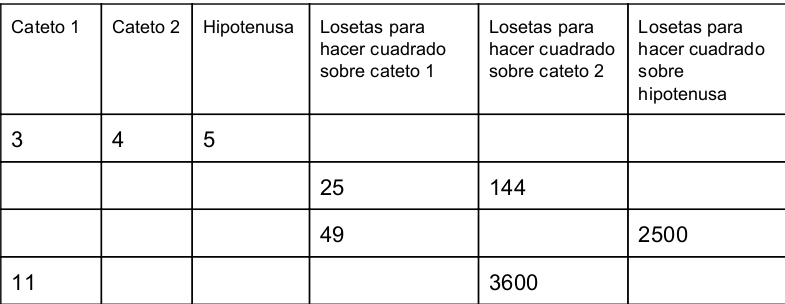 Cateto 1
Cateto 2
Hipotenusa
Losetas para
hacer cuadrado
sobre cateto 1
Losetas para
hacer cuadrado
sobre cateto 2
Losetas para
hacer cuadrado
sobre
hipotenusa
3 4 5
25 144
49 2500
11 3600